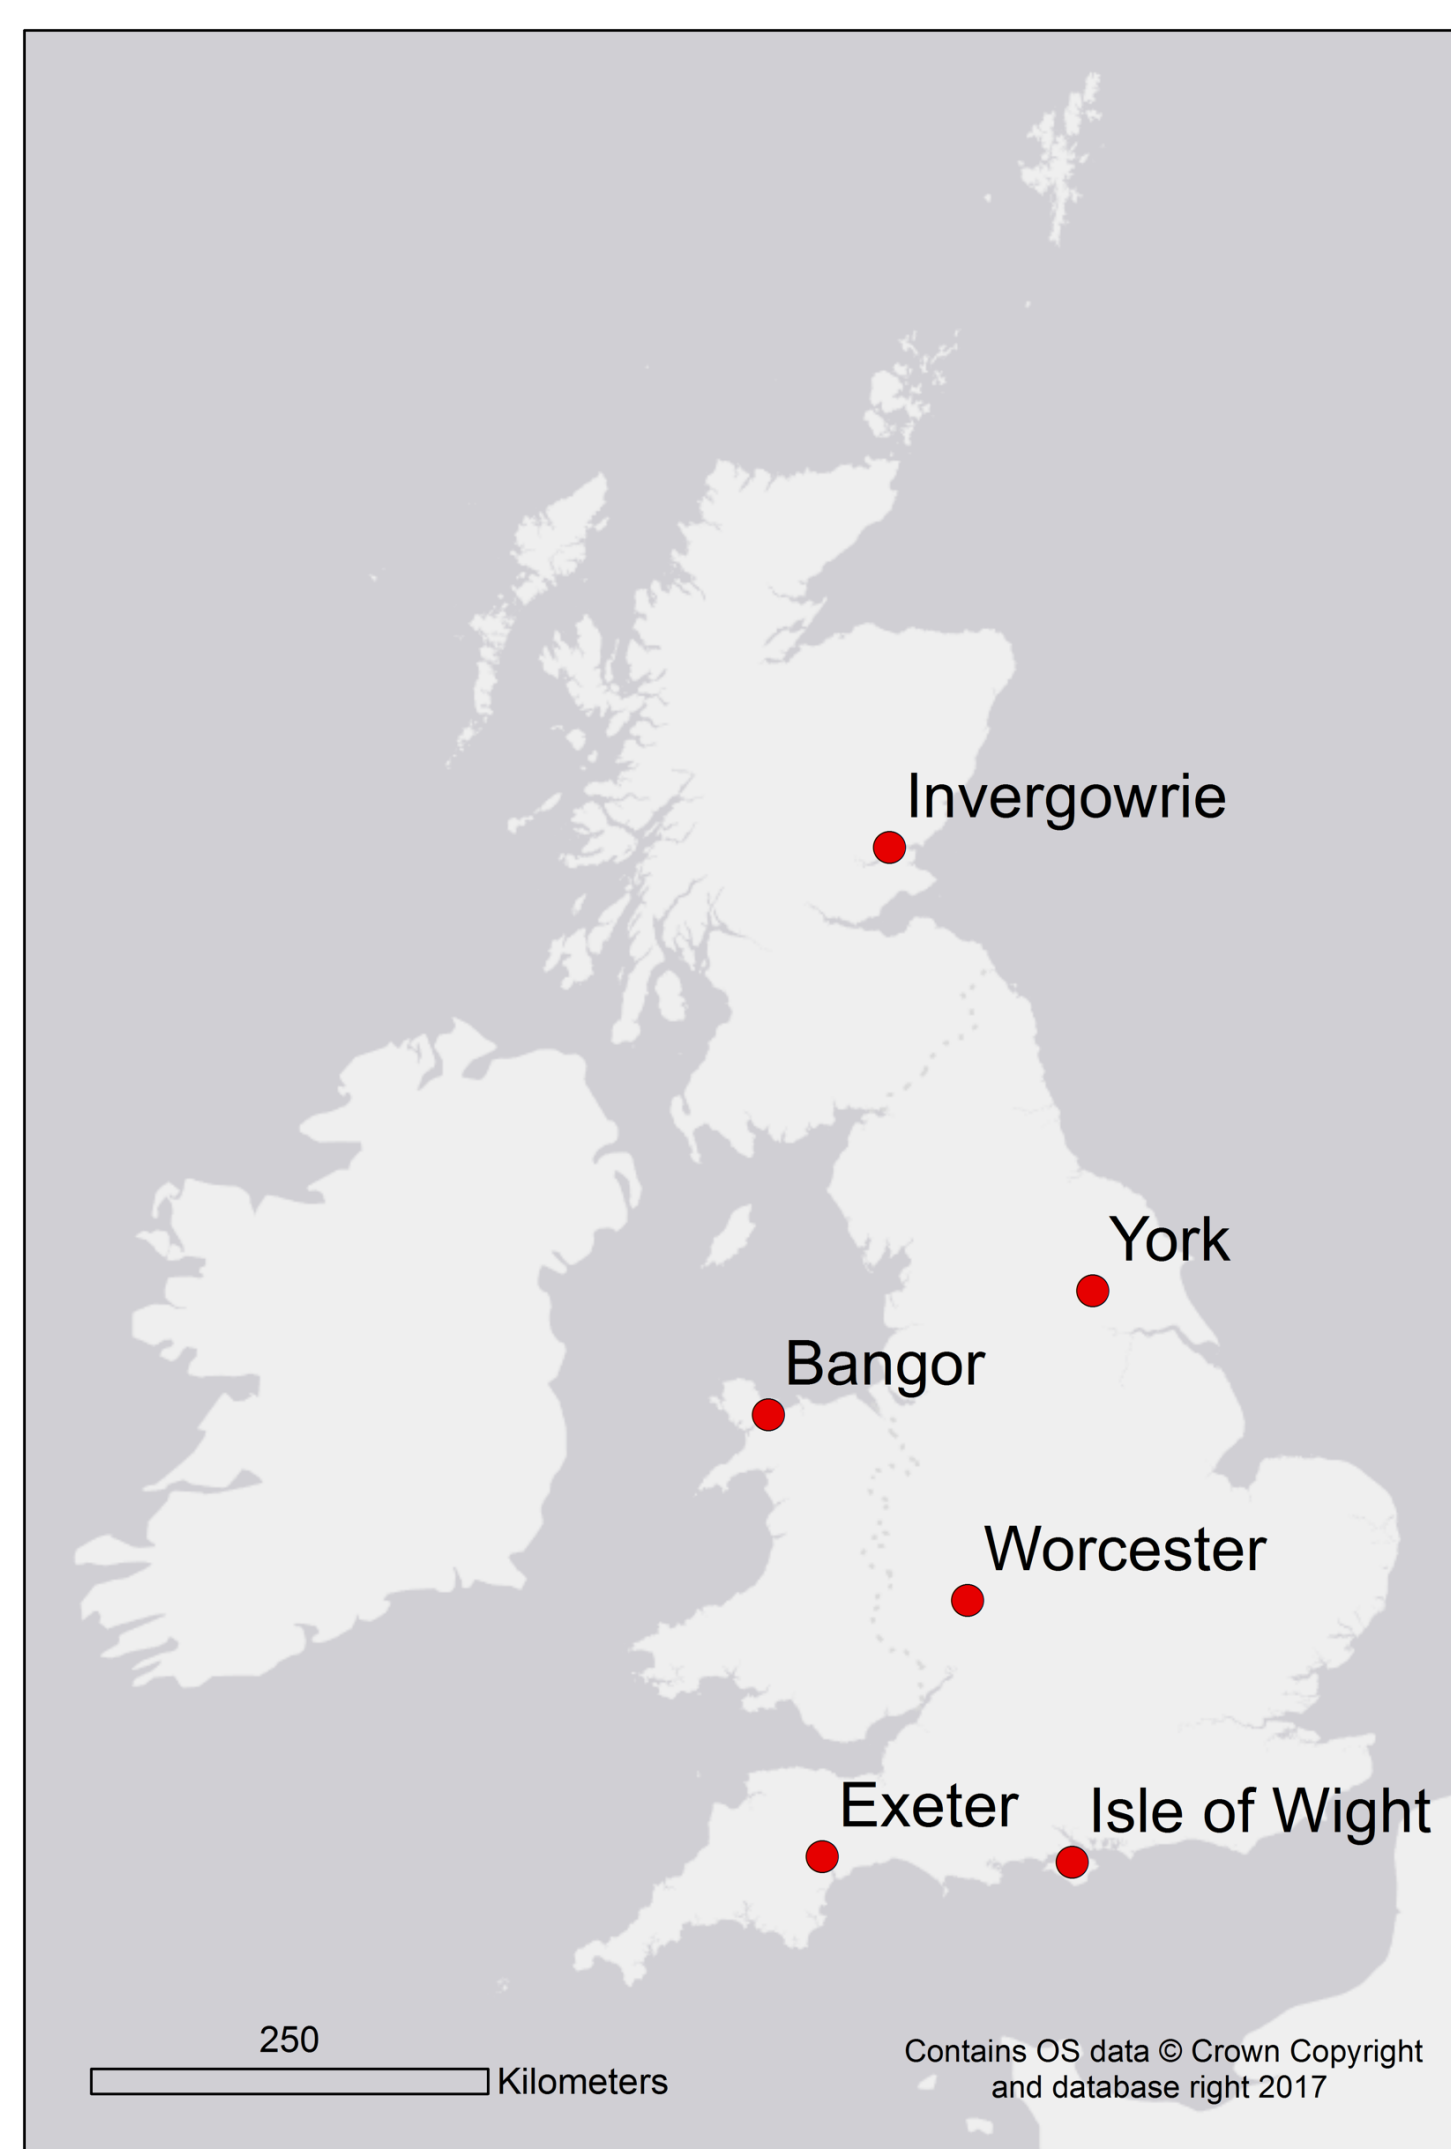 Invergowrie
York
Bangor
Worcester
Exeter
Isle of Wight
250
Kilometers
Contains OS data © Crown Copyright
and database right 2017